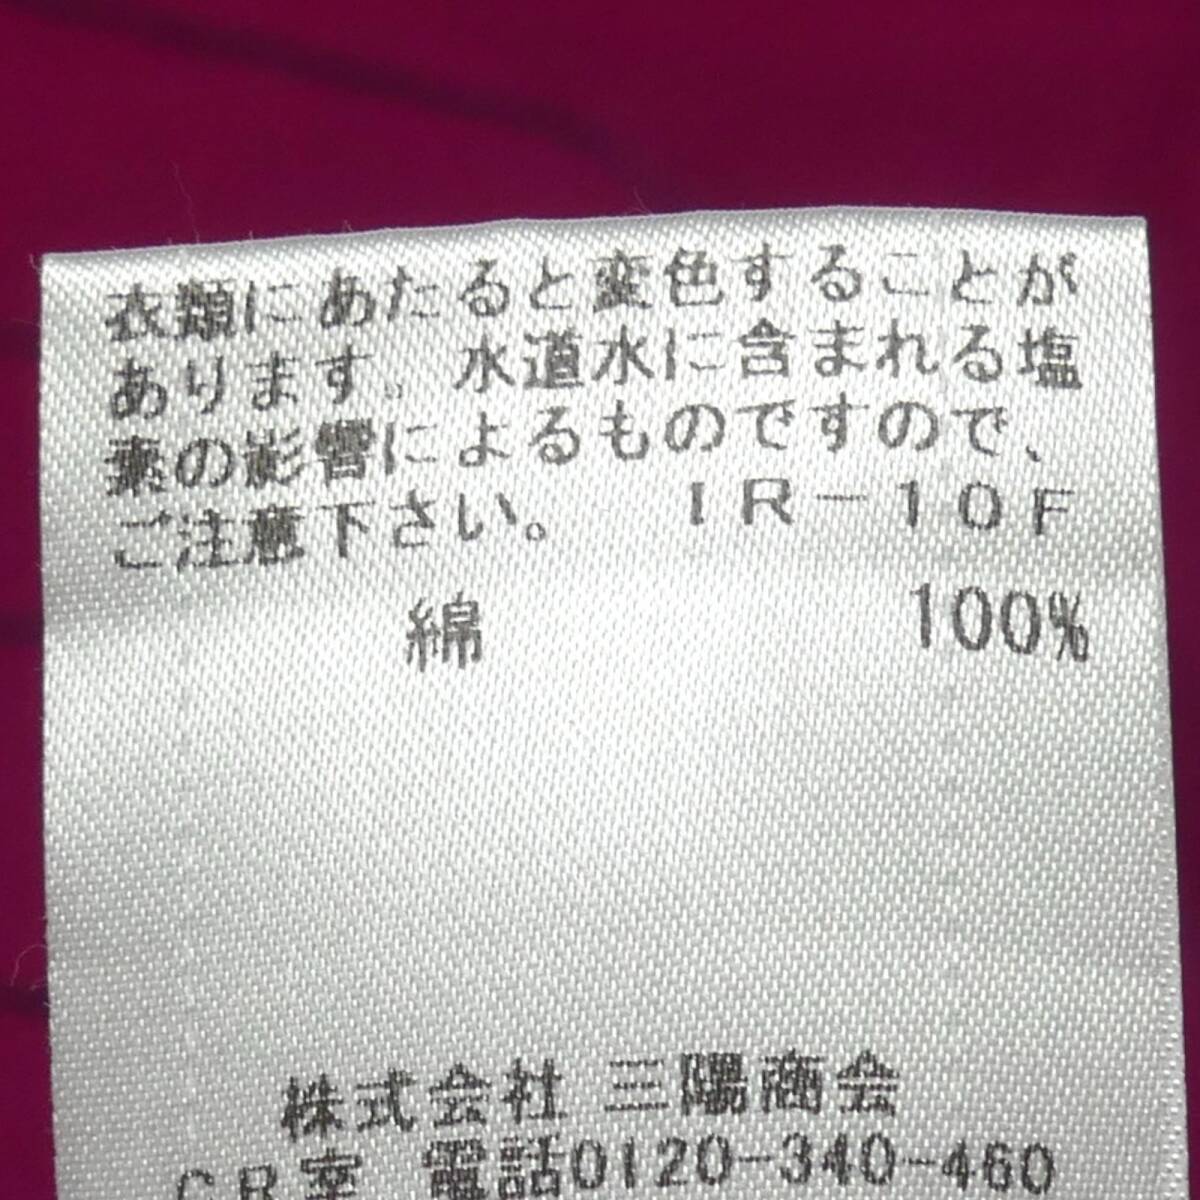 衣類にあたると変色することが
あります。水道水に含まれる塩
素の影響によるものですので、
ご注意下さい。 IR-10F
綿 100%
株式会社 三陽商会
CR室 電話0120-340-460